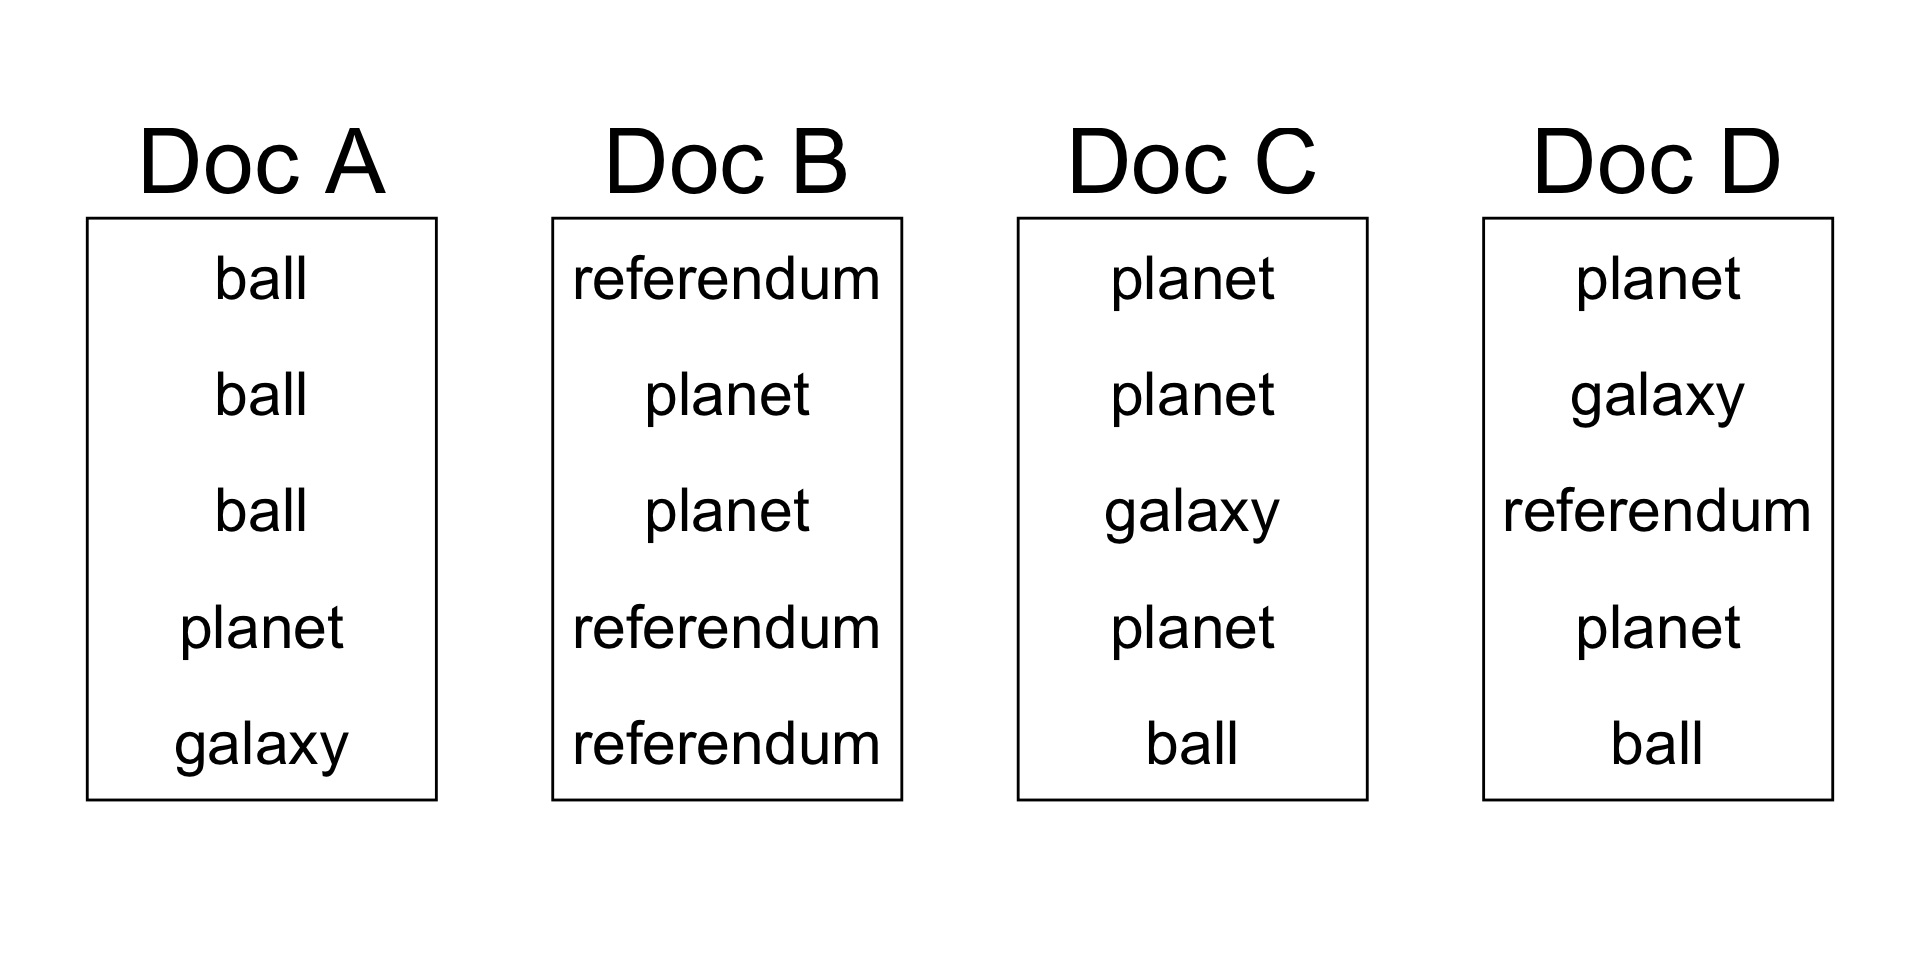 Doc A
ball
ball
ball
planet
galaxy
Doc B
referendum
planet
planet
referendum
referendum
Doc C
planet
planet
galaxy
planet
ball
Doc D
planet
galaxy
referendum
planet
ball